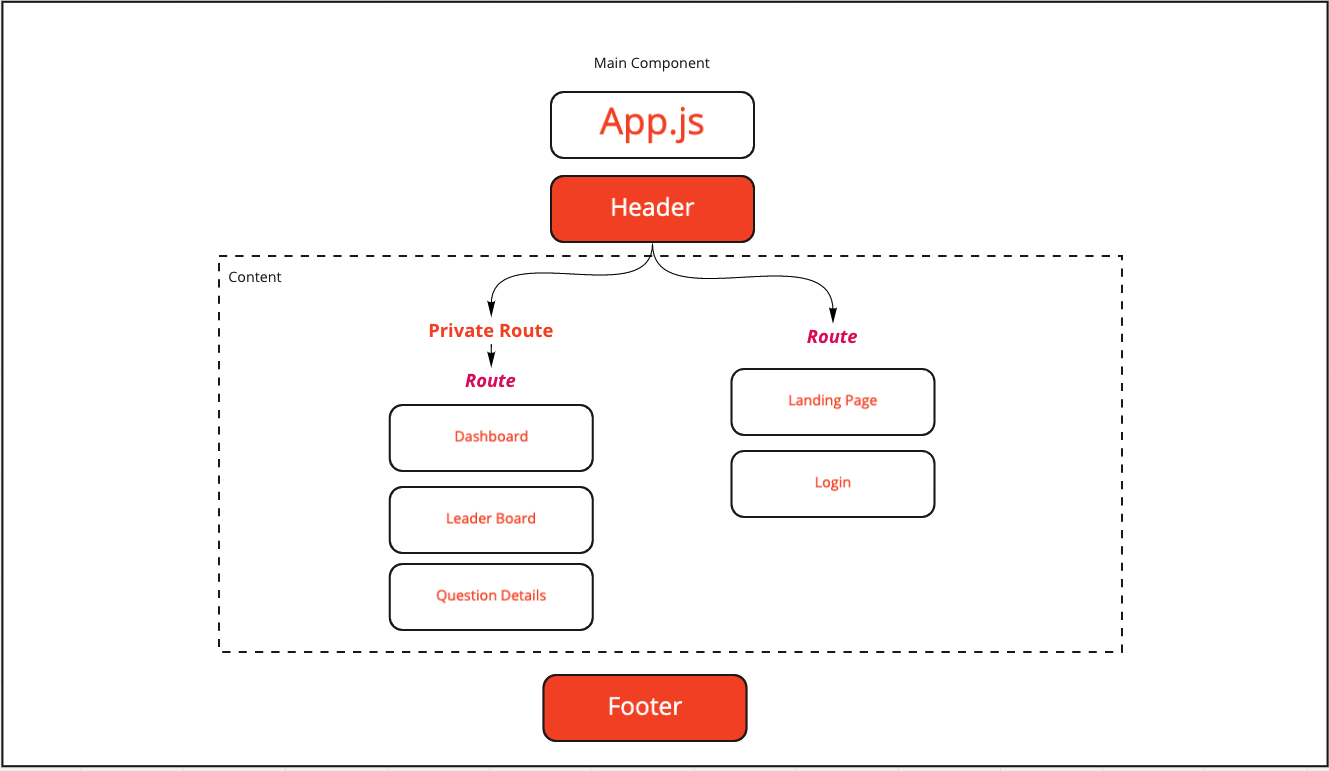 Main Component
App.js
Header
Content
Private Route
Route
Dashboard
Leader Board
Question Details
Route
Landing Page
Login
Footer